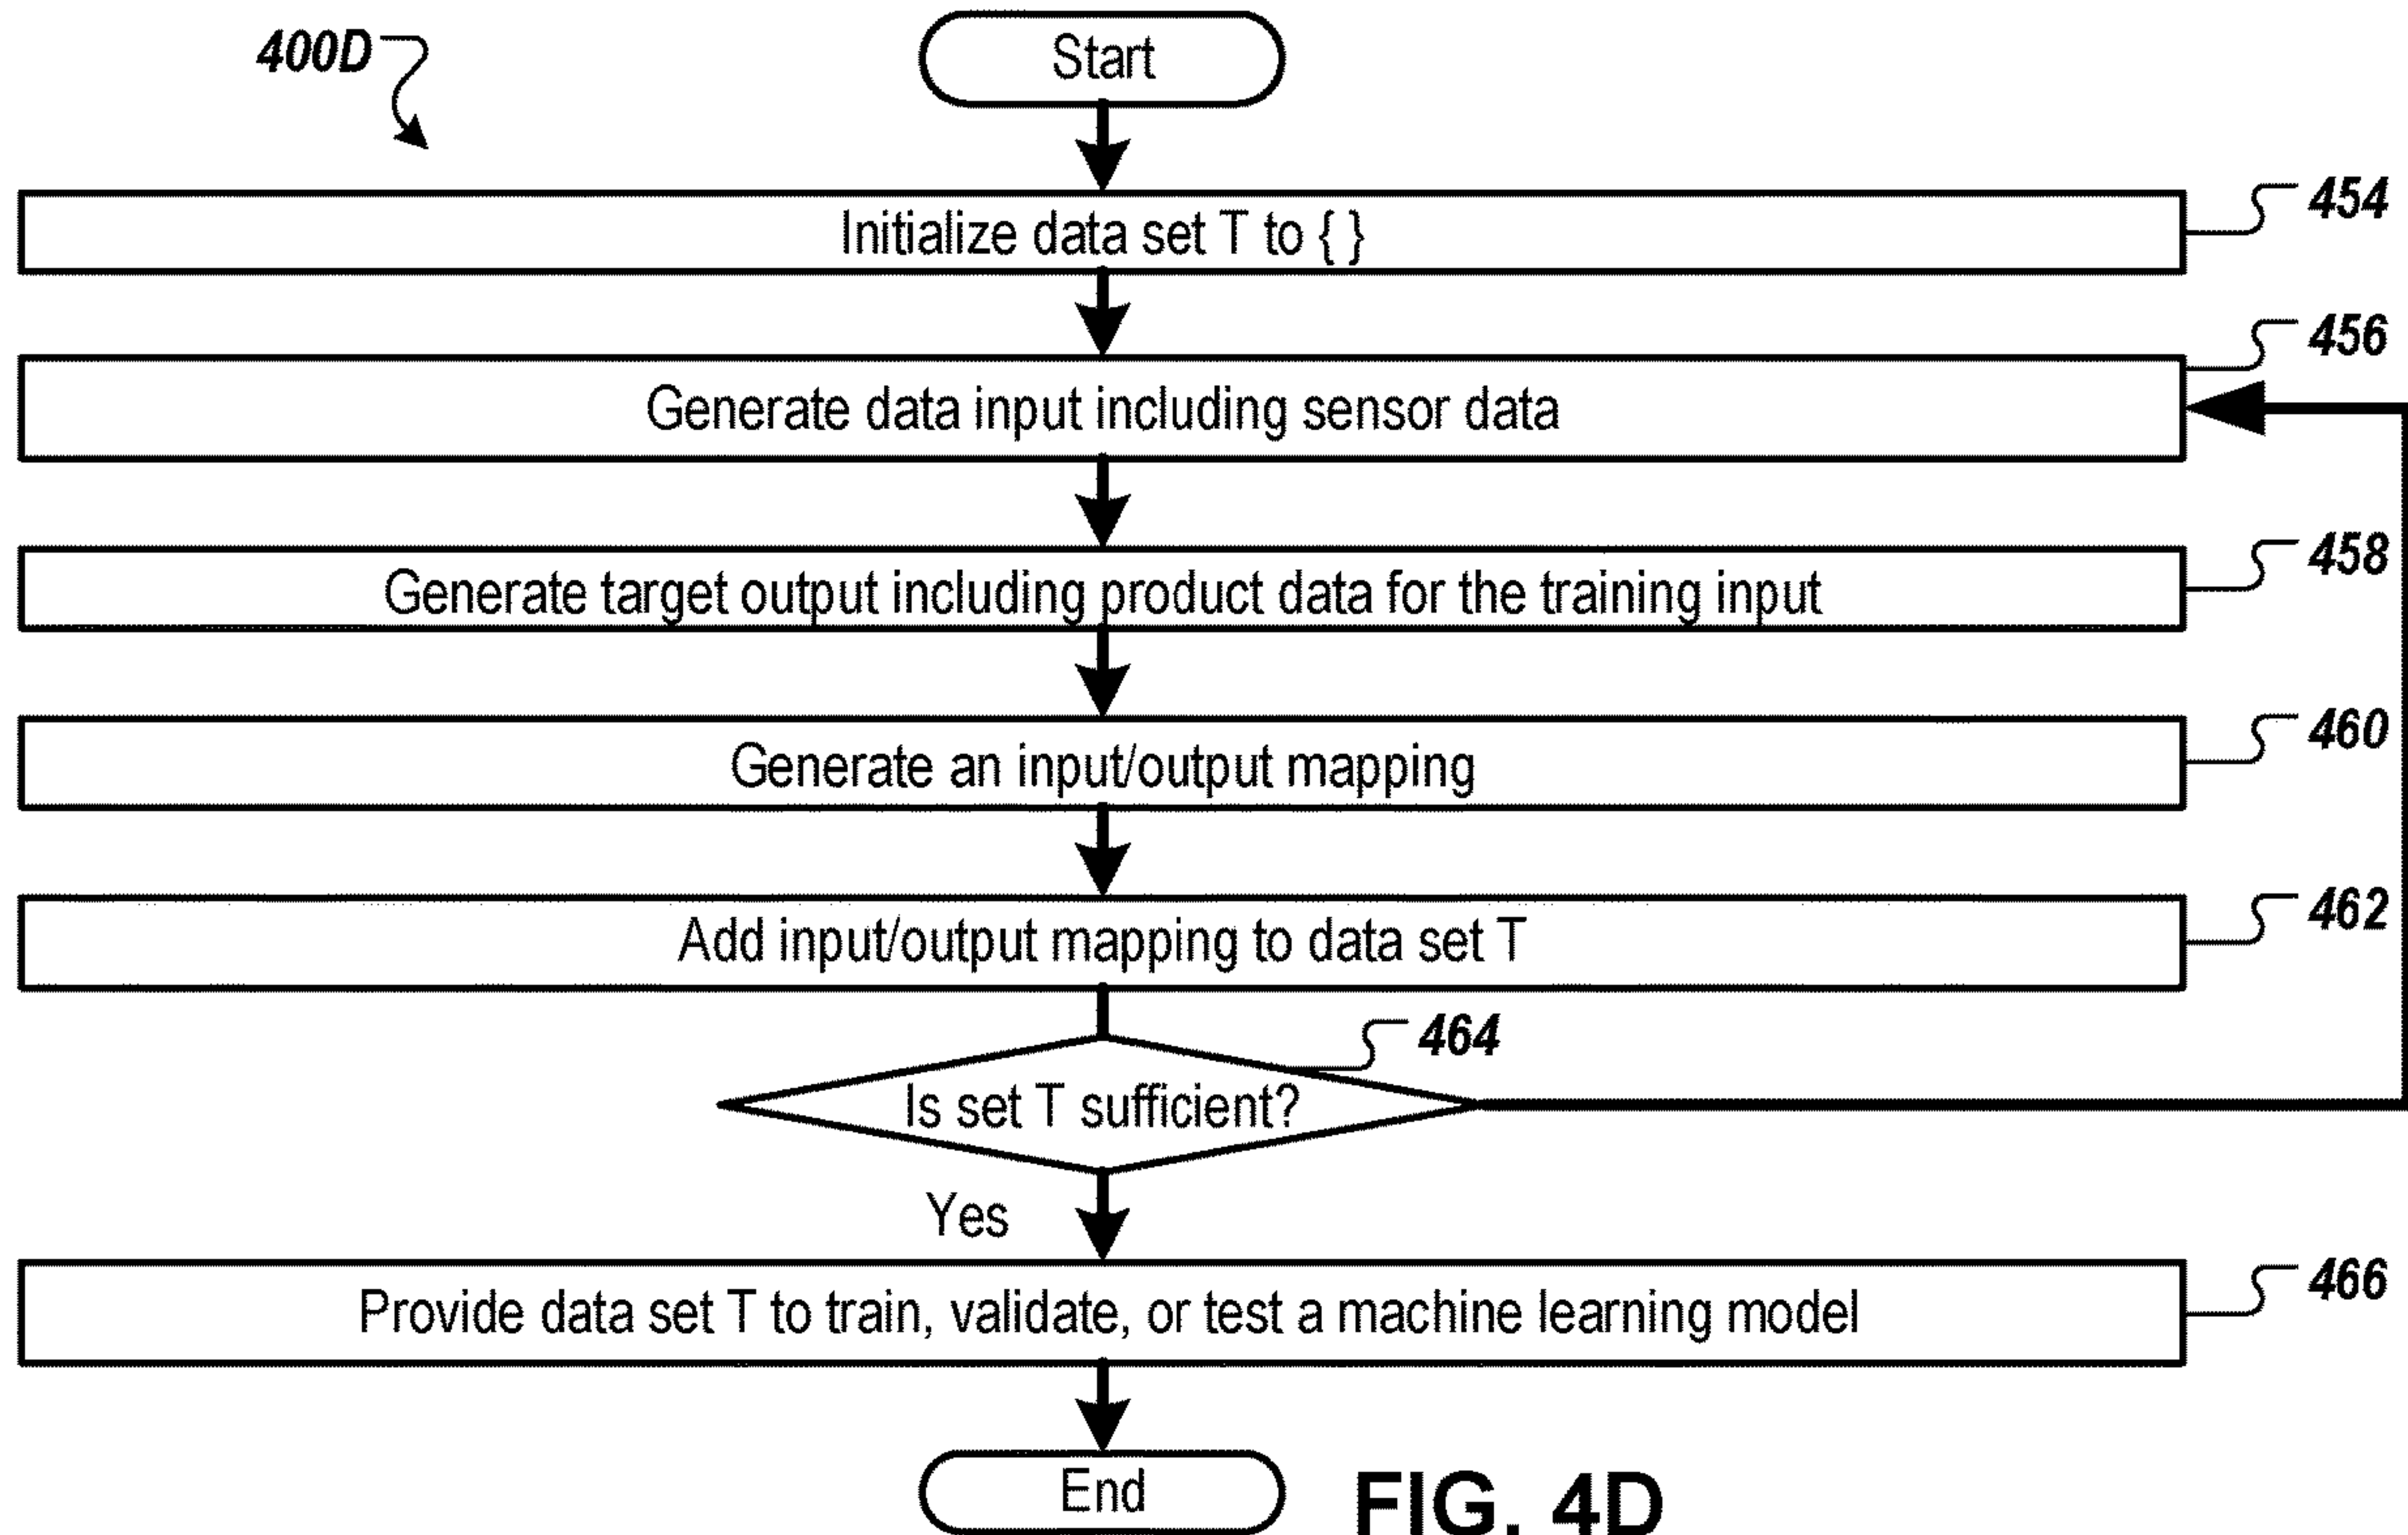 400D
Start
Initialize data set T to { }
454
456
Generate data input including sensor data
458
Generate target output including product data for the training input
460
Generate an input/output mapping
462
Add input/output mapping to data set T
464
Is set T sufficient?
Yes
466
Provide data set T to train, validate, or test a machine learning model
End
FIG. 4D